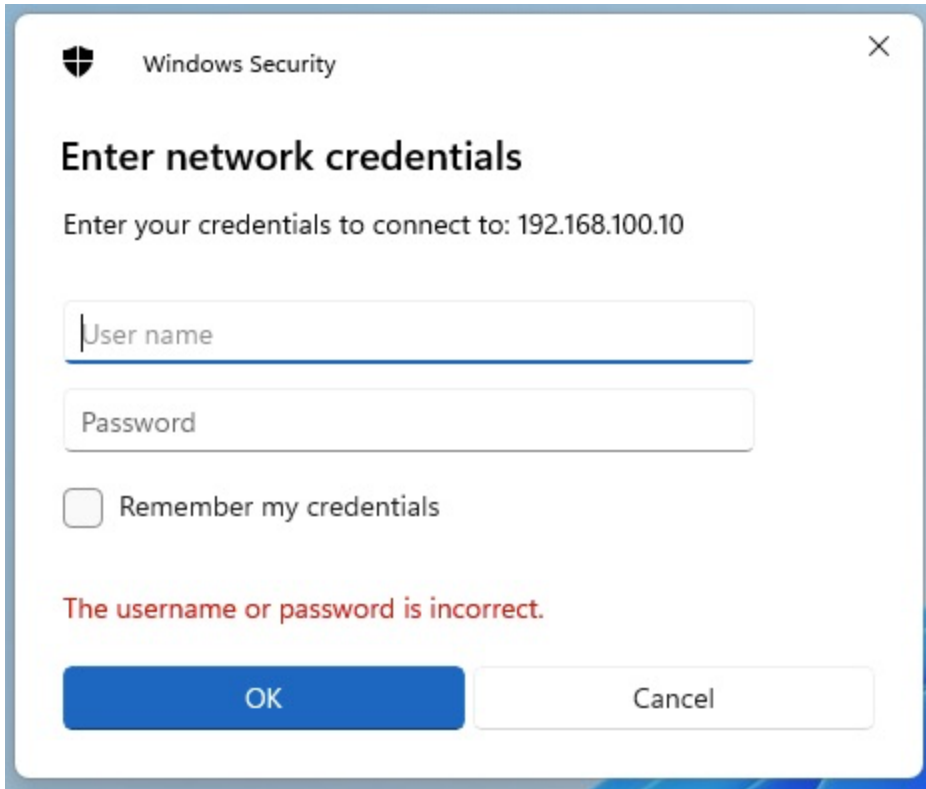 Windows Security
Enter network credentials
Enter your credentials to connect to: 192.168.100.10
User name
Password
Remember my credentials
The username or password is incorrect.
OK
Cancel